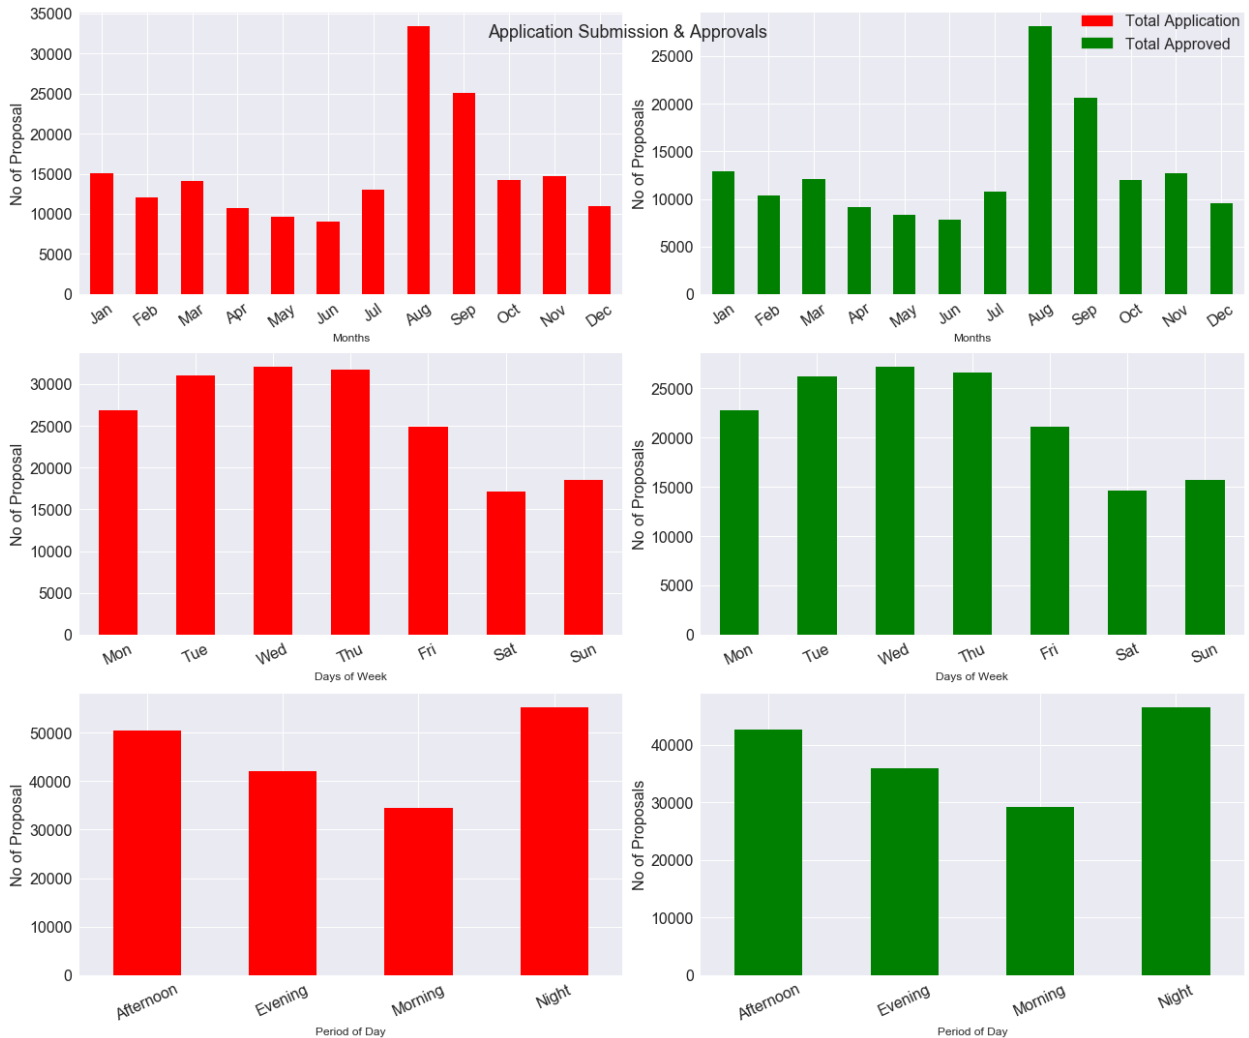 Application Submission & Approvals
Total Application
Total Approved
No of Proposal
35000
30000
25000
20000
15000
10000
5000
0
Jan Feb Mar Apr May Jun Jul Aug Sep Oct Nov Dec
Months
No of Proposals
25000
20000
15000
10000
5000
0
Jan Feb Mar Apr May Jun Jul Aug Sep Oct Nov Dec
Months
No of Proposal
30000
25000
20000
15000
10000
5000
0
Mon Tue Wed Thu Fri Sat Sun
Days of Week
No of Proposals
25000
20000
15000
10000
5000
0
Mon Tue Wed Thu Fri Sat Sun
Days of Week
No of Proposal
50000
40000
30000
20000
10000
0
Afternoon Evening Morning Night
Period of Day
No of Proposals
40000
30000
20000
10000
0
Afternoon Evening Morning Night
Period of Day